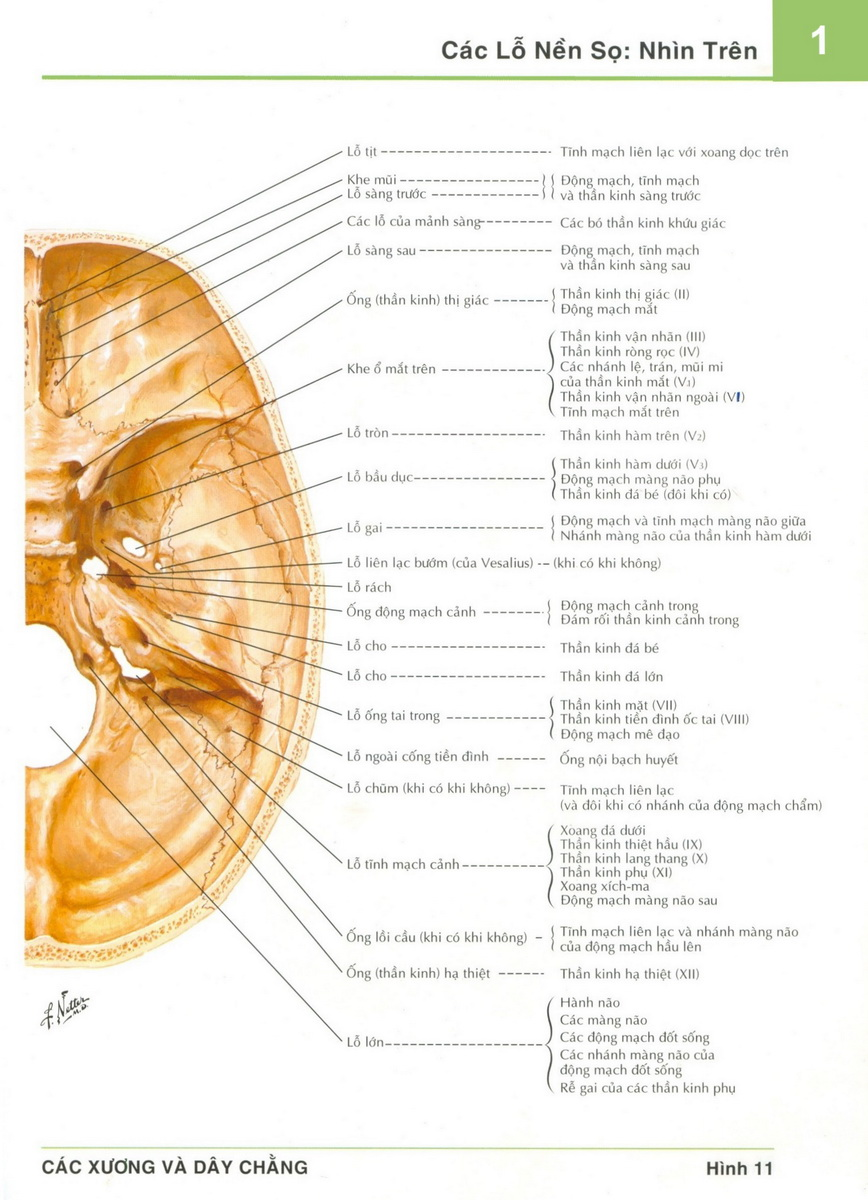 Các Lỗ Nền Sọ: Nhìn Trên
1
Lỗ tịt
Tĩnh mạch liên lạc với xoang dọc trên
Khe mũi
Lỗ sàng trước
Động mạch, tĩnh mạch
và thần kinh sàng trước
Các lỗ của mảnh sàng
Các bó thần kinh khứu giác
Lỗ sàng sau
Động mạch, tĩnh mạch
và thần kinh sàng sau
Ống (thần kinh) thị giác
Thần kinh thị giác (II)
Động mạch mắt
Khe ổ mắt trên
Thần kinh vận nhãn (III)
Thần kinh ròng rọc (IV)
Các nhánh lệ, trán, mũi mi
của thần kinh mắt (V₁)
Thần kinh vận nhãn ngoài (VI)
Tĩnh mạch mắt trên
Lỗ tròn
Thần kinh hàm trên (V₂)
Lỗ bầu dục
Thần kinh hàm dưới (V₃)
Động mạch màng não phụ
Thần kinh đá bé (đôi khi có)
Lỗ gai
Động mạch và tĩnh mạch màng não giữa
Nhánh màng não của thần kinh hàm dưới
Lỗ liên lạc bướm (của Vesalius) -- (khi có khi không)
Lỗ rách
Ống động mạch cảnh
Động mạch cảnh trong
Đám rối thần kinh cảnh trong
Lỗ cho
Thần kinh đá bé
Lỗ cho
Thần kinh đá lớn
Lỗ ống tai trong
Thần kinh mặt (VII)
Thần kinh tiền đình ốc tai (VIII)
Động mạch mê đạo
Lỗ ngoài cống tiền đình
Ống nội bạch huyết
Lỗ chũm (khi có khi không)
Tĩnh mạch liên lạc
(và đôi khi có nhánh của động mạch chẩm)
Lỗ tĩnh mạch cảnh
Xoang đá dưới
Thần kinh thiệt hầu (IX)
Thần kinh lang thang (X)
Thần kinh phụ (XI)
Xoang xích-ma
Động mạch màng não sau
Ống lồi cầu (khi có khi không)
Tĩnh mạch liên lạc và nhánh màng não
của động mạch hầu lên
Ống (thần kinh) hạ thiệt
Thần kinh hạ thiệt (XII)
Lỗ lớn
Hành não
Các màng não
Các động mạch đốt sống
Các nhánh màng não của
động mạch đốt sống
Rễ gai của các thần kinh phụ
F. Netter
M.D.
CÁC XƯƠNG VÀ DÂY CHẰNG
Hình 11